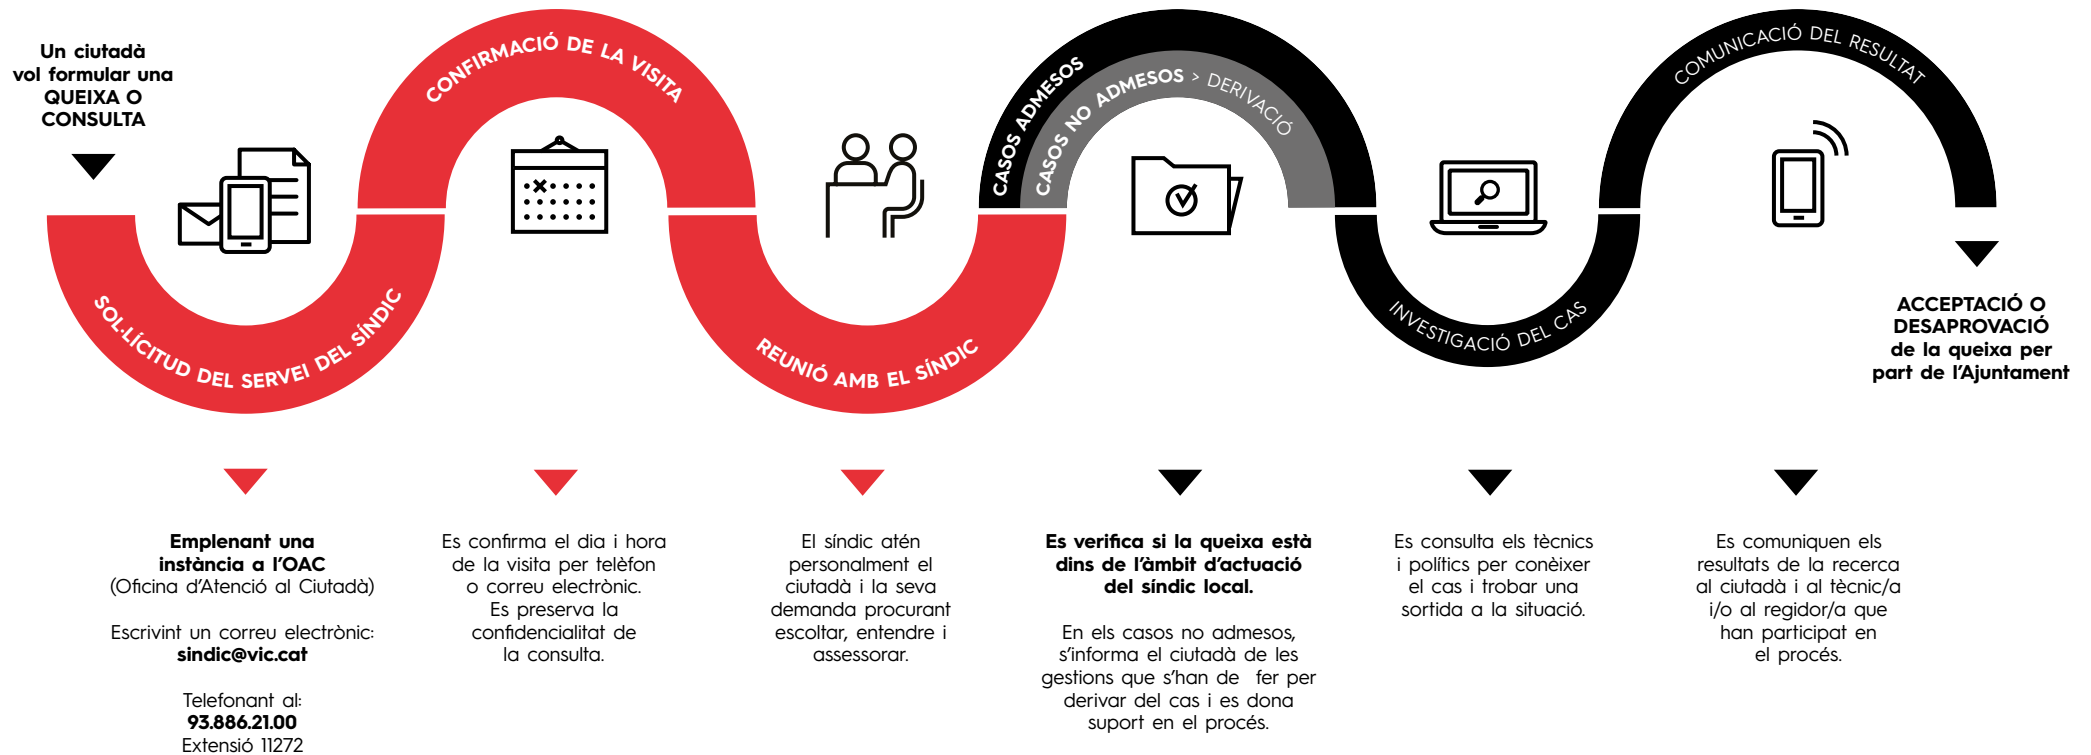 Un ciutadà
vol formular una
QUEIXA O
CONSULTA
SOL·LÍCITUD DEL SERVEI DEL SÍNDIC
CONFIRMACIÓ DE LA VISITA
REUNIÓ AMB EL SÍNDIC
CASOS ADMESOS
CASOS NO ADMESOS > DERIVACIÓ
INVESTIGACIÓ DEL CAS
COMUNICACIÓ DEL RESULTAT
ACCEPTACIÓ O
DESAPROVACIÓ
de la queixa per
part de l'Ajuntament
Emplenant una
instància a l'OAC
(Oficina d'Atenció al Ciutadà)
Escrivint un correu electrònic:
sindic@vic.cat
Telefonant al:
93.886.21.00
Extensió 11272
Es confirma el dia i hora
de la visita per telèfon
o correu electrònic.
Es preserva la
confidencialitat de
la consulta.
El síndic atén
personalment el
ciutadà i la seva
demanda procurant
escoltar, entendre i
assessorar.
Es verifica si la queixa està
dins de l'àmbit d'actuació
del síndic local.
En els casos no admesos,
s'informa el ciutadà de les
gestions que s'han de fer per
derivar del cas i es dona
suport en el procés.
Es consulta els tècnics
i polítics per conèixer
el cas i trobar una
sortida a la situació.
Es comuniquen els
resultats de la recerca
al ciutadà i al tècnic/a
i/o al regidor/a que
han participat en
el procés.